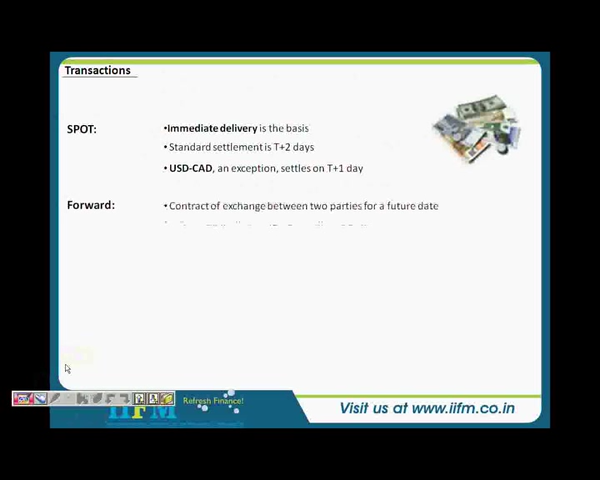 Transactions
SPOT:
•Immediate delivery is the basis
• Standard settlement is T+2 days
• USD-CAD, an exception, settles on T+1 day
Forward:
• Contract of exchange between two parties for a future date
IIFM
Refresh Finance!
Visit us at www.iifm.co.in